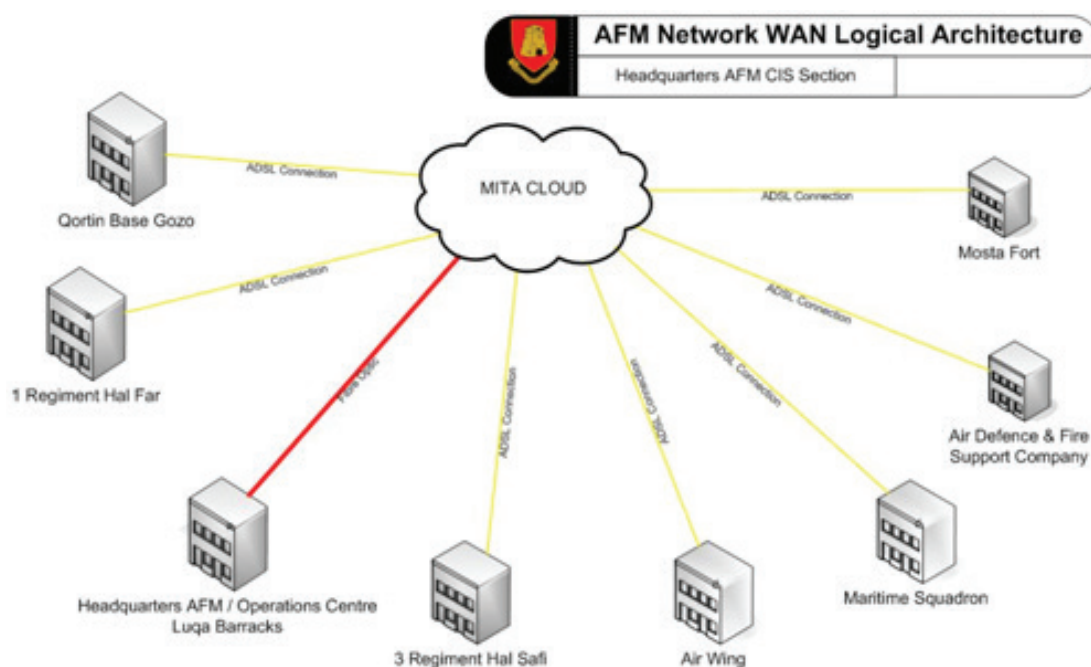 AFM Network WAN Logical Architecture
Headquarters AFM CIS Section
MITA CLOUD
ADSL Connection
Qortin Base Gozo
ADSL Connection
Mosta Fort
ADSL Connection
1 Regiment Hal Far
ADSL Connection
Air Defence & Fire
Support Company
Fibre Optic
Headquarters AFM / Operations Centre
Luqa Barracks
ADSL Connection
3 Regiment Hal Safi
ADSL Connection
Air Wing
ADSL Connection
Maritime Squadron